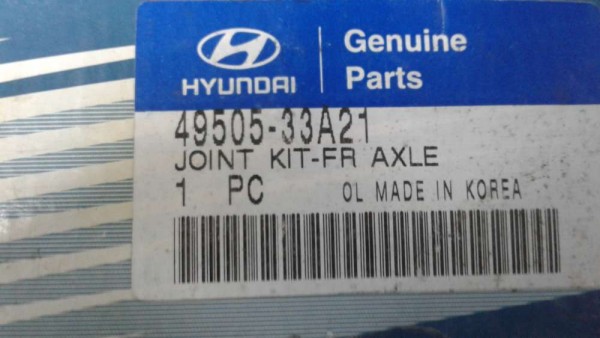 HYUNDAI
Genuine
Parts
49505-33A21
JOINT KIT-FR AXLE
1 PC OL MADE IN KOREA